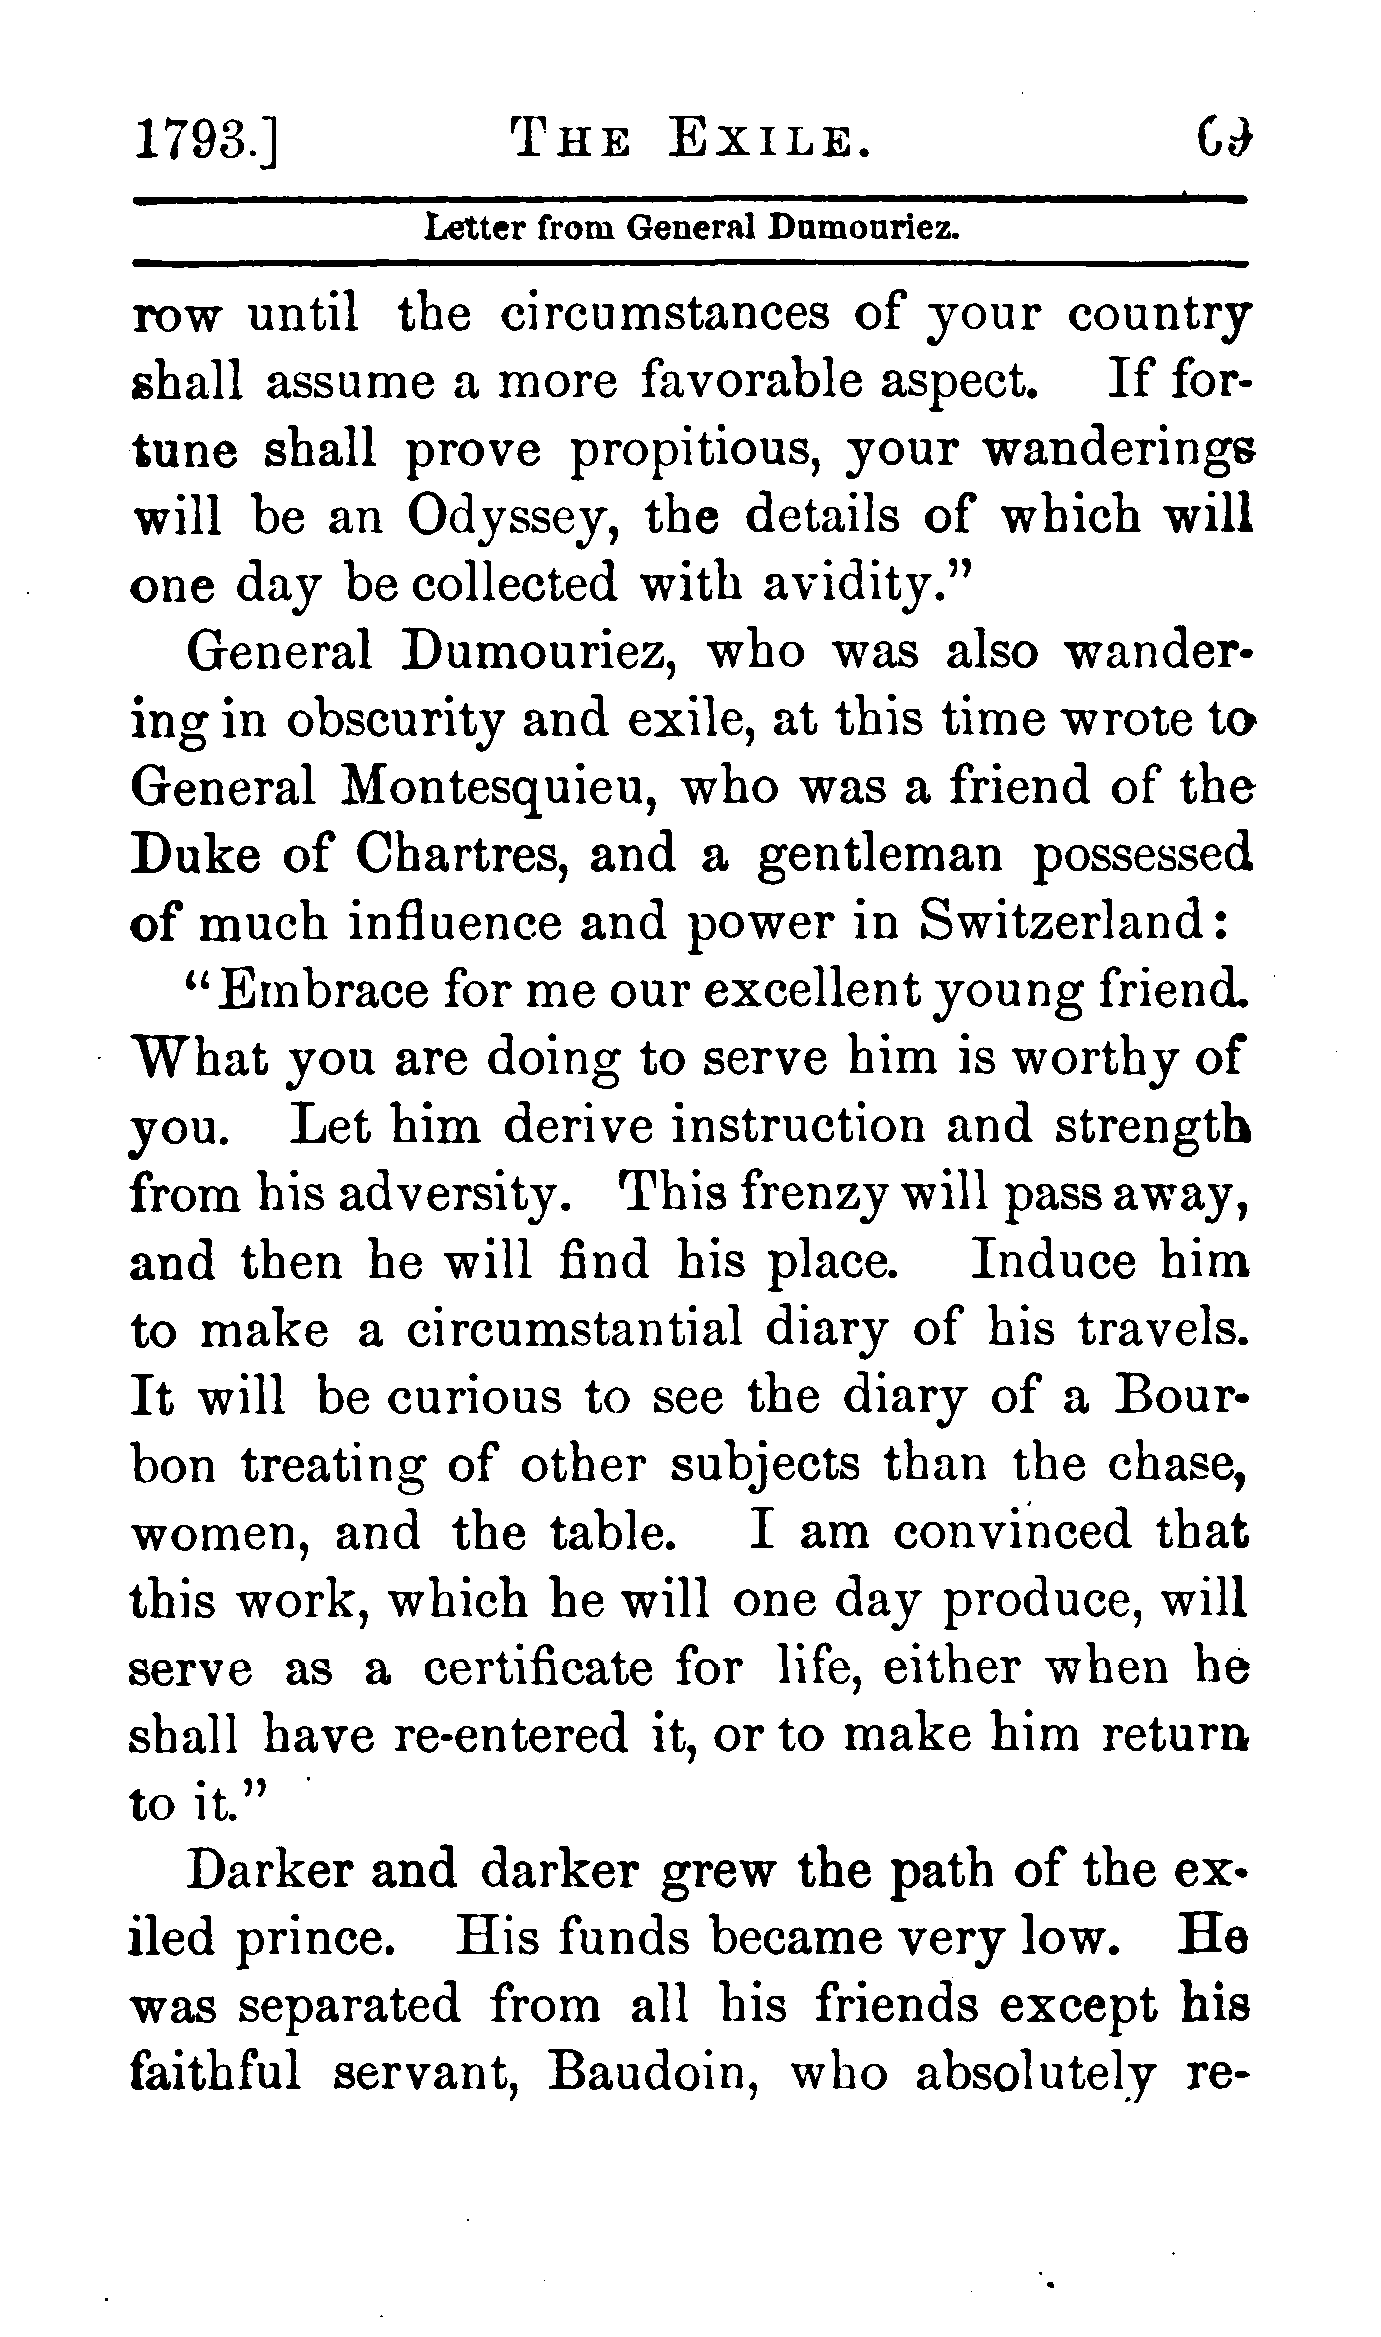 1793.] THE EXILE. 69
Letter from General Dumouriez.
row until the circumstances of your country
shall assume a more favorable aspect. If for-
tune shall prove propitious, your wanderings
will be an Odyssey, the details of which will
one day be collected with avidity."
General Dumouriez, who was also wander-
ing in obscurity and exile, at this time wrote to
General Montesquieu, who was a friend of the
Duke of Chartres, and a gentleman possessed
of much influence and power in Switzerland:
"Embrace for me our excellent young friend.
What you are doing to serve him is worthy of
you. Let him derive instruction and strength
from his adversity. This frenzy will pass away,
and then he will find his place. Induce him
to make a circumstantial diary of his travels.
It will be curious to see the diary of a Bour-
bon treating of other subjects than the chase,
women, and the table. I am convinced that
this work, which he will one day produce, will
serve as a certificate for life, either when he
shall have re-entered it, or to make him return
to it."
Darker and darker grew the path of the ex-
iled prince. His funds became very low. He
was separated from all his friends except his
faithful servant, Baudoin, who absolutely re-